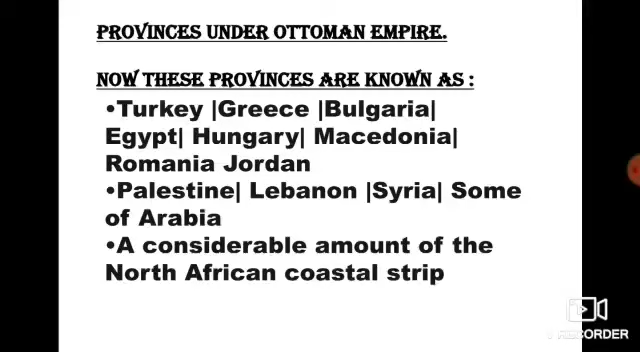 PROVINCES UNDER OTTOMAN EMPIRE.
NOW THESE PROVINCES ARE KNOWN AS :
•Turkey |Greece |Bulgaria|
Egypt| Hungary| Macedonia|
Romania Jordan
•Palestine| Lebanon |Syria| Some
of Arabia
•A considerable amount of the
North African coastal strip
RECORDER